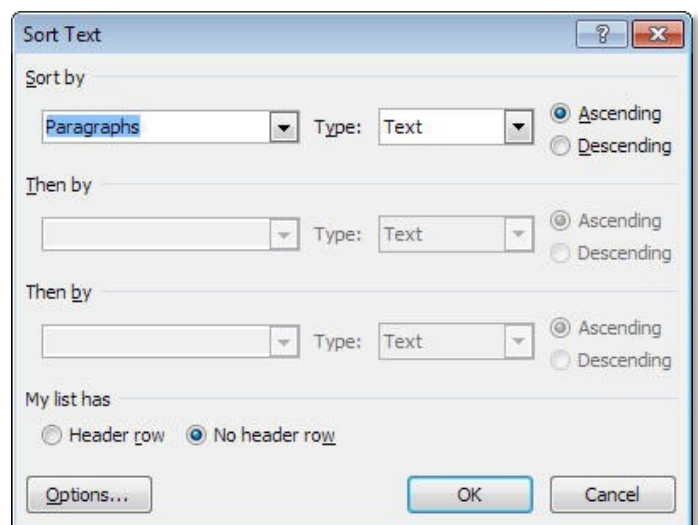 Sort Text
Sort by
Paragraphs Type: Text Ascending
Descending
Then by
Type: Text Ascending
Descending
Then by
Type: Text Ascending
Descending
My list has
Header row No header row
Options... OK Cancel